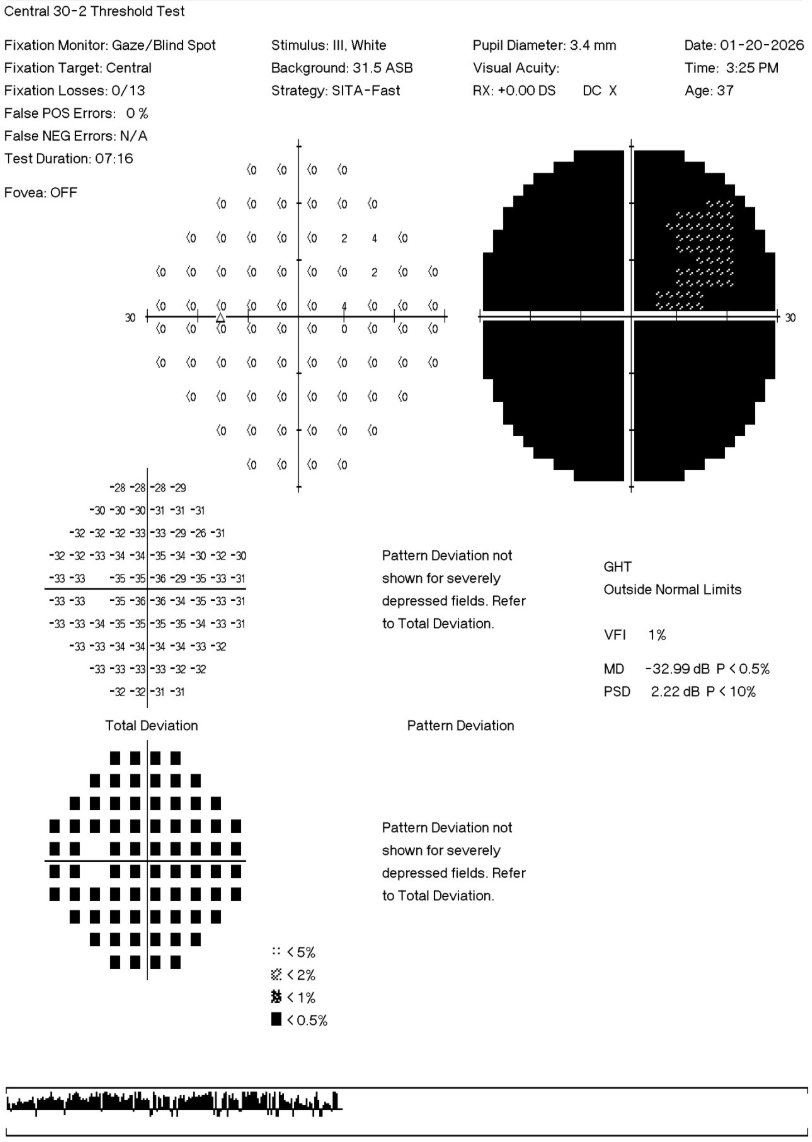 Central 30-2 Threshold Test
Fixation Monitor: Gaze/Blind Spot Stimulus: III, White Pupil Diameter: 3.4 mm Date: 01-20-2026
Fixation Target: Central Background: 31.5 ASB Visual Acuity: Time: 3:25 PM
Fixation Losses: 0/13 Strategy: SITA-Fast RX: +0.00 DS DC X Age: 37
False POS Errors: 0 %
False NEG Errors: N/A
Test Duration: 07:16
Fovea: OFF
<0 <0 <0 <0
<0 <0 <0 <0 <0 <0
<0 <0 <0 <0 <0 2 4 <0
<0 <0 <0 <0 <0 <0 <0 2 <0 <0
<0 <0 <0 <0 <0 <0 4 <0 <0 <0
30 30
<0 <0 <0 <0 <0 <0 0 <0 <0 <0
<0 <0 <0 <0 <0 <0 <0 <0 <0 <0
<0 <0 <0 <0 <0 <0 <0 <0
<0 <0 <0 <0 <0 <0
<0 <0 <0 <0
-28 -28 -28 -29
-30 -30 -30 -31 -31 -31
-32 -32 -32 -33 -33 -29 -26 -31
-32 -32 -33 -34 -34 -35 -34 -30 -32 -30
-33 -33 -35 -35 -36 -29 -35 -33 -31
-33 -33 -35 -36 -36 -34 -35 -33 -31
-33 -33 -34 -35 -35 -35 -35 -34 -33 -31
-33 -33 -34 -34 -34 -34 -33 -32
-33 -33 -33 -33 -32 -32
-32 -32 -31 -31
Total Deviation
Pattern Deviation not
shown for severely
depressed fields. Refer
to Total Deviation.
Pattern Deviation
GHT
Outside Normal Limits
VFI 1%
MD -32.99 dB P < 0.5%
PSD 2.22 dB P < 10%
Pattern Deviation not
shown for severely
depressed fields. Refer
to Total Deviation.
< 5%
< 2%
< 1%
< 0.5%